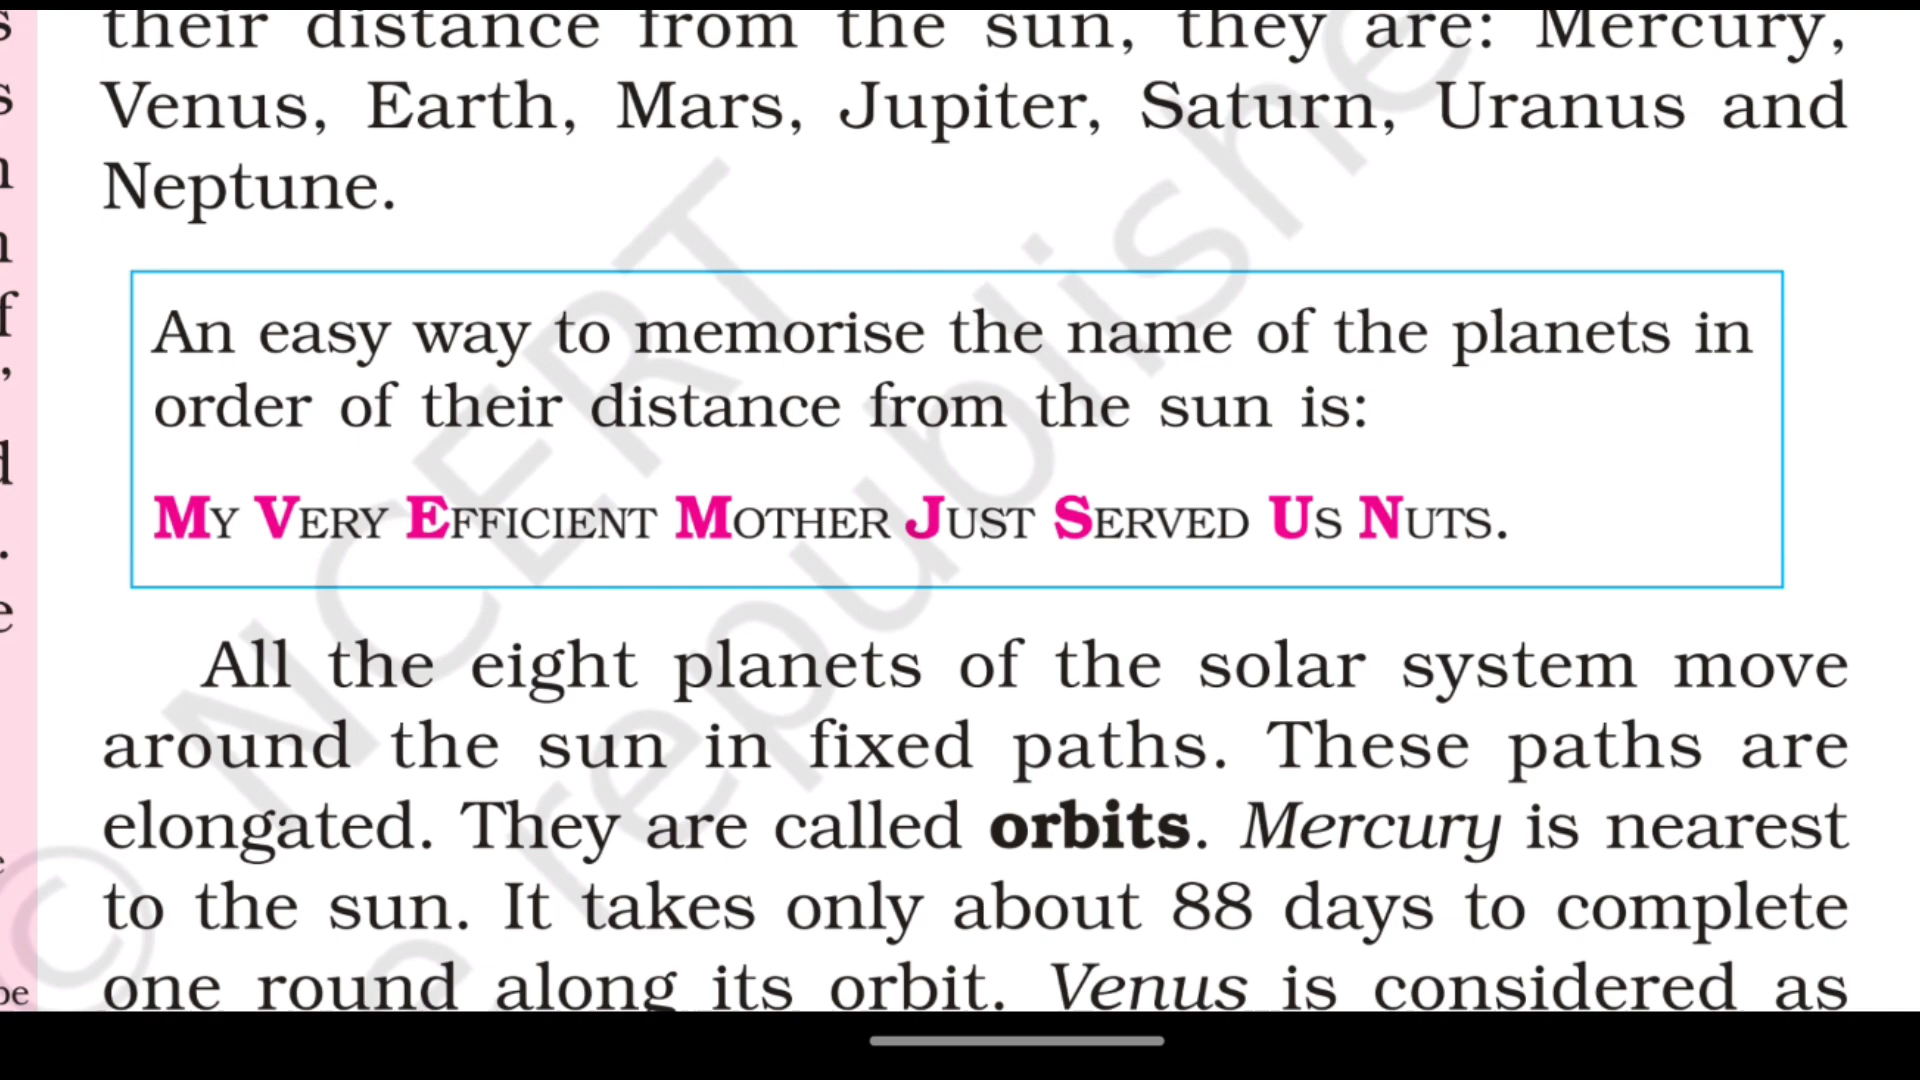 their distance from the sun, they are: Mercury,
Venus, Earth, Mars, Jupiter, Saturn, Uranus and
Neptune.
An easy way to memorise the name of the planets in
order of their distance from the sun is:
MY VERY EFFICIENT MOTHER JUST SERVED US NUTS.
All the eight planets of the solar system move
around the sun in fixed paths. These paths are
elongated. They are called orbits. Mercury is nearest
to the sun. It takes only about 88 days to complete
one round along its orbit. Venus is considered as
© NCERT